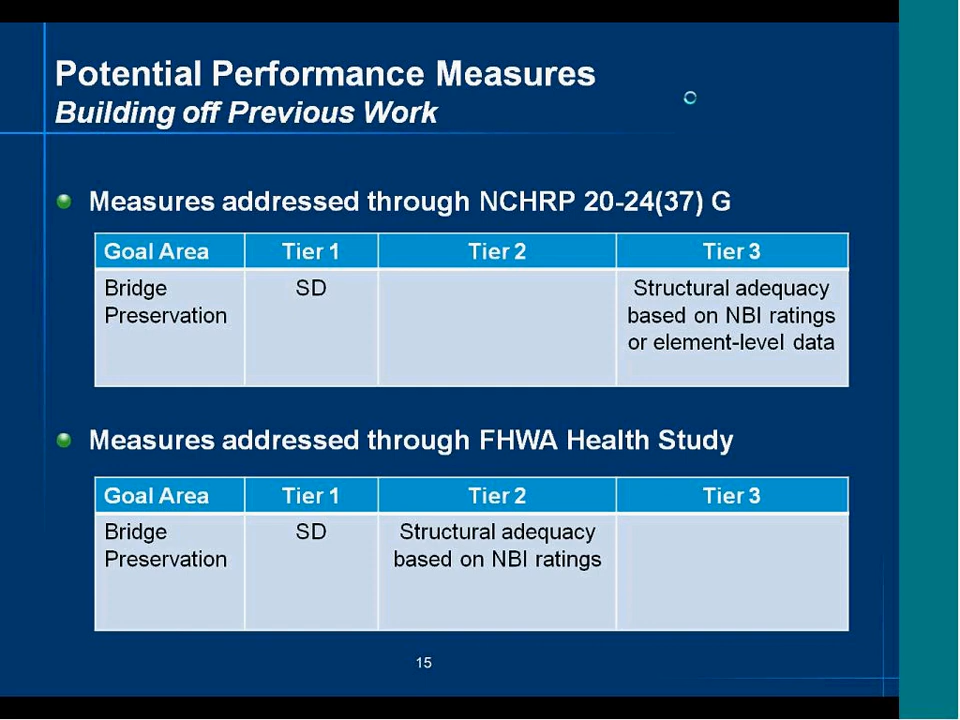 Potential Performance Measures
Building off Previous Work
Measures addressed through NCHRP 20-24(37) G
Goal Area Tier 1 Tier 2 Tier 3
Bridge Preservation SD Structural adequacy based on NBI ratings or element-level data
Measures addressed through FHWA Health Study
Goal Area Tier 1 Tier 2 Tier 3
Bridge Preservation SD Structural adequacy based on NBI ratings
15